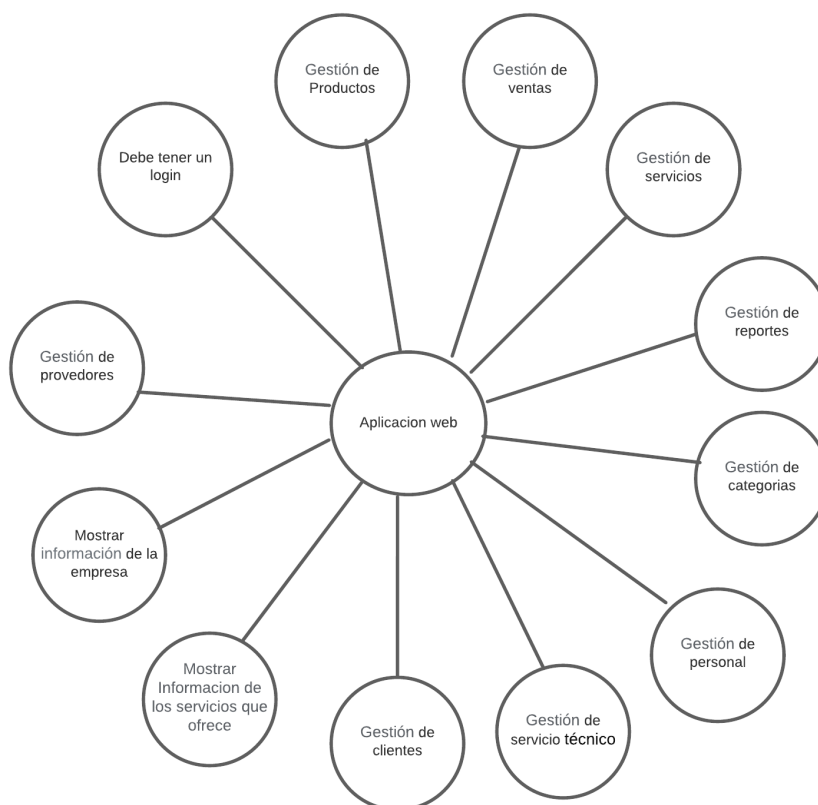 Gestión de
Productos
Gestión de
ventas
Debe tener un
login
Gestión de
servicios
Gestión de
reportes
Gestión de
provedores
Aplicacion web
Gestión de
categorias
Mostrar
información de la
empresa
Gestión de
personal
Mostrar
Informacion de
los servicios que
ofrece
Gestión de
clientes
Gestión de
servicio técnico